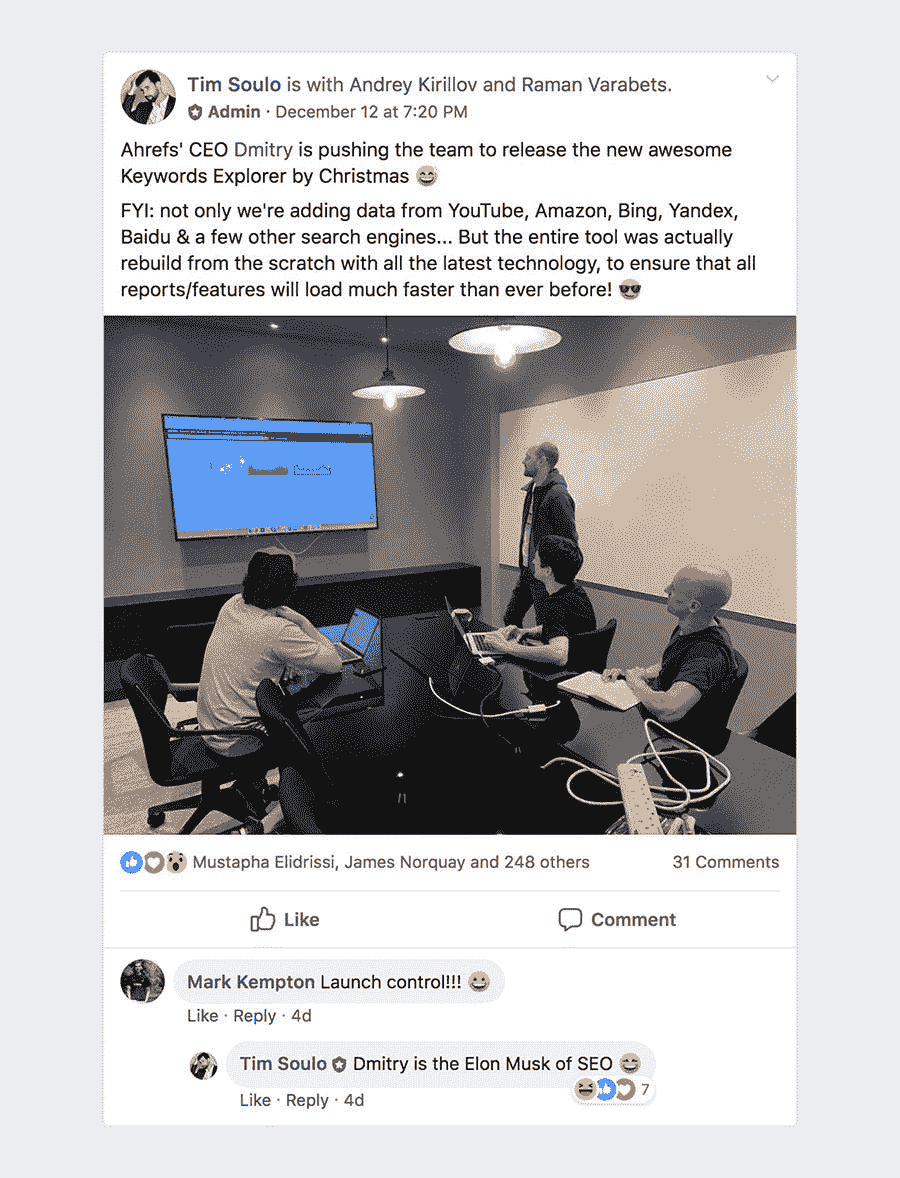 Tim Soulo is with Andrey Kirillov and Raman Varabets.
Admin · December 12 at 7:20 PM
Ahrefs' CEO Dmitry is pushing the team to release the new awesome
Keywords Explorer by Christmas 😄
FYI: not only we're adding data from YouTube, Amazon, Bing, Yandex,
Baidu & a few other search engines... But the entire tool was actually
rebuild from the scratch with all the latest technology, to ensure that all
reports/features will load much faster than ever before! 😎
Mustapha Elidrissi, James Norquay and 248 others
31 Comments
Like
Comment
Mark Kempton Launch control!!! 😀
Like · Reply · 4d
Tim Soulo Dmitry is the Elon Musk of SEO 😄
7
Like · Reply · 4d